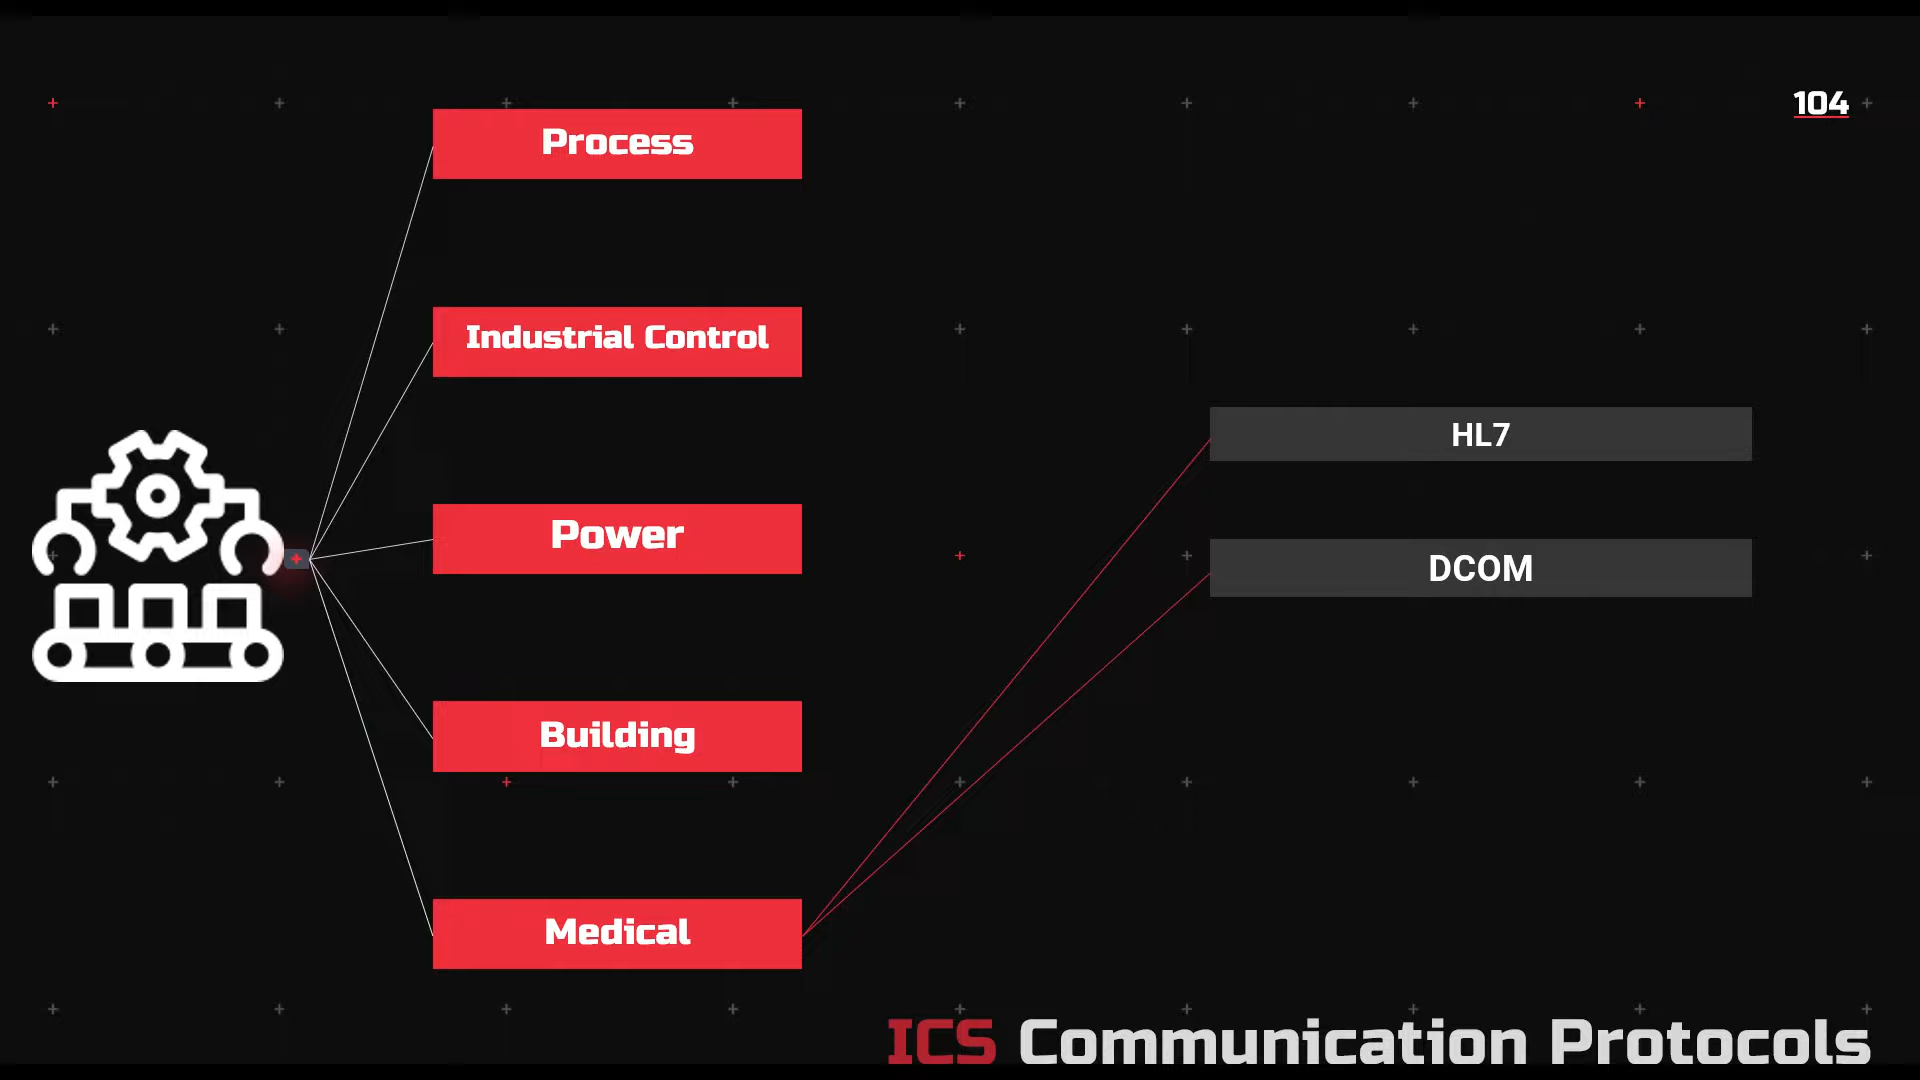 104
Process
Industrial Control
Power
Building
Medical
HL7
DCOM
ICS Communication Protocols